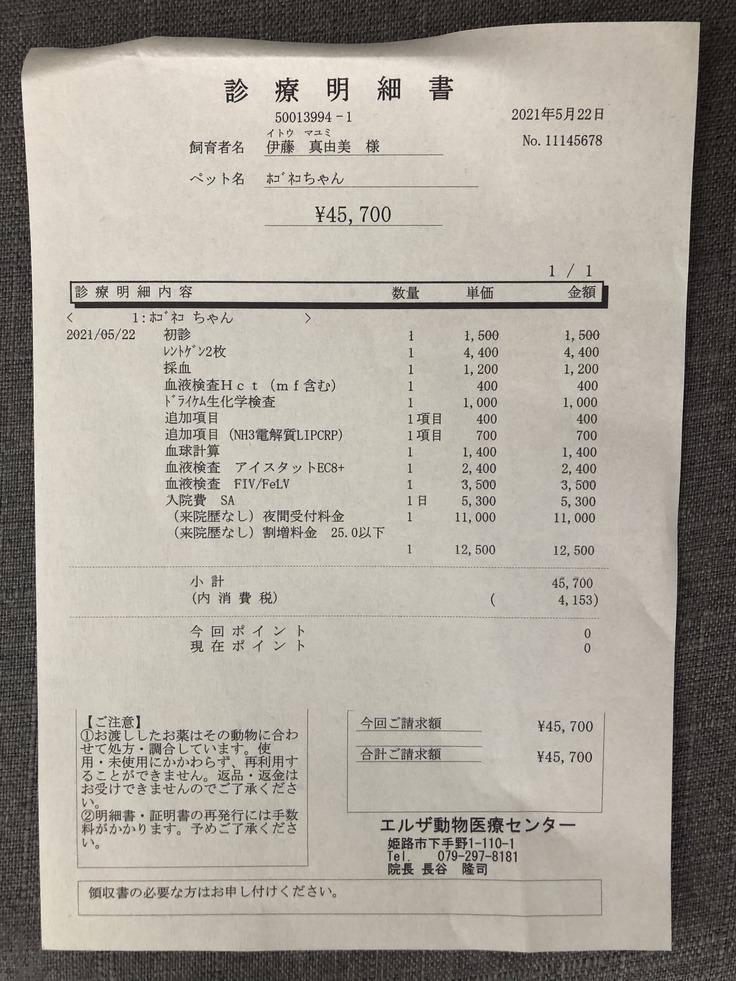 診療明細書
50013994-1
2021年5月22日
イトウ マユミ
飼育者名 伊藤 真由美 様
No.11145678
ペット名 ﾎｺﾞﾈｺちゃん
¥45,700
1 / 1
診療明細内容 数量 単価 金額
< 1:ﾎｺﾞﾈｺ ちゃん >
2021/05/22 初診 1 1,500 1,500
ﾚﾝﾄｹﾞﾝ2枚 1 4,400 4,400
採血 1 1,200 1,200
血液検査Hct（mf含む） 1 400 400
ﾄﾞﾗｲｹﾑ生化学検査 1 1,000 1,000
追加項目 1項目 400 400
追加項目（NH3電解質LIPCRP） 1項目 700 700
血球計算 1 1,400 1,400
血液検査 アイスタットEC8+ 1 2,400 2,400
血液検査 FIV/FeLV 1 3,500 3,500
入院費 SA 1日 5,300 5,300
（来院歴なし）夜間受付料金 1 11,000 11,000
（来院歴なし）割増料金 25.0以下
1 12,500 12,500
小計 45,700
(内消費税) ( 4,153)
今回ポイント 0
現在ポイント 0
【ご注意】
①お渡ししたお薬はその動物に合わ
せて処方・調合しています。使
用・未使用にかかわらず、再利用す
ることができません。返品・返金は
お受けできませんのでご了承くださ
い。
②明細書・証明書の再発行には手数
料がかかります。予めご了承くださ
い。
今回ご請求額 ¥45,700
合計ご請求額 ¥45,700
エルザ動物医療センター
姫路市下手野1-110-1
Tel. 079-297-8181
院長 長谷 隆司
領収書の必要な方はお申し付けください。